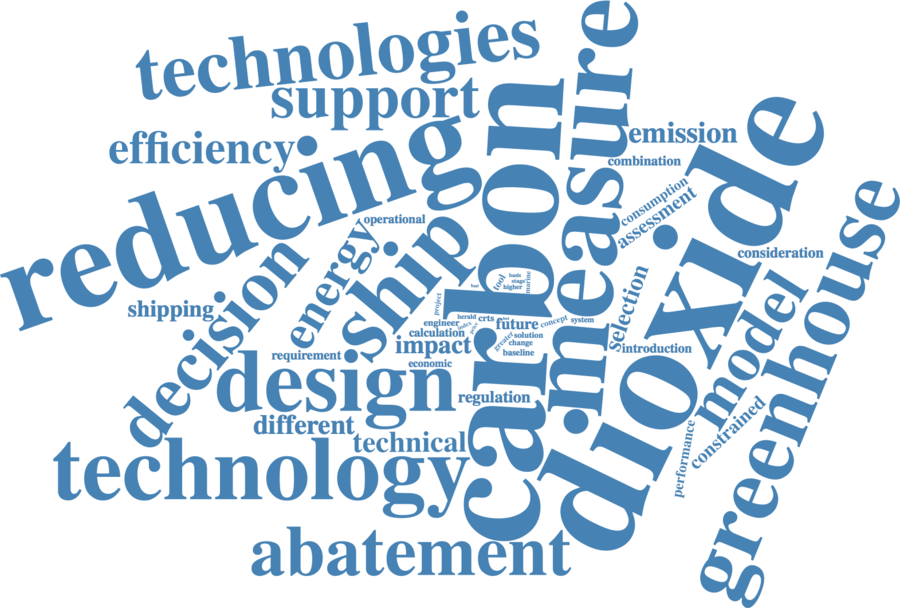 technologies
support
measure
carbon
dioxide
emission
efficiency
combination
reducing
consumption
assessment
greenhouse
operational
energy
ship
decision
consideration
shipping
selection
tool
stage
higher
marine
project
herald
crts
engineer
future
concept
system
calculation
solution
greater
change
impact
baseline
introduction
model
requirement
economic
design
regulation
different
constrained
technical
performance
technology
abatement